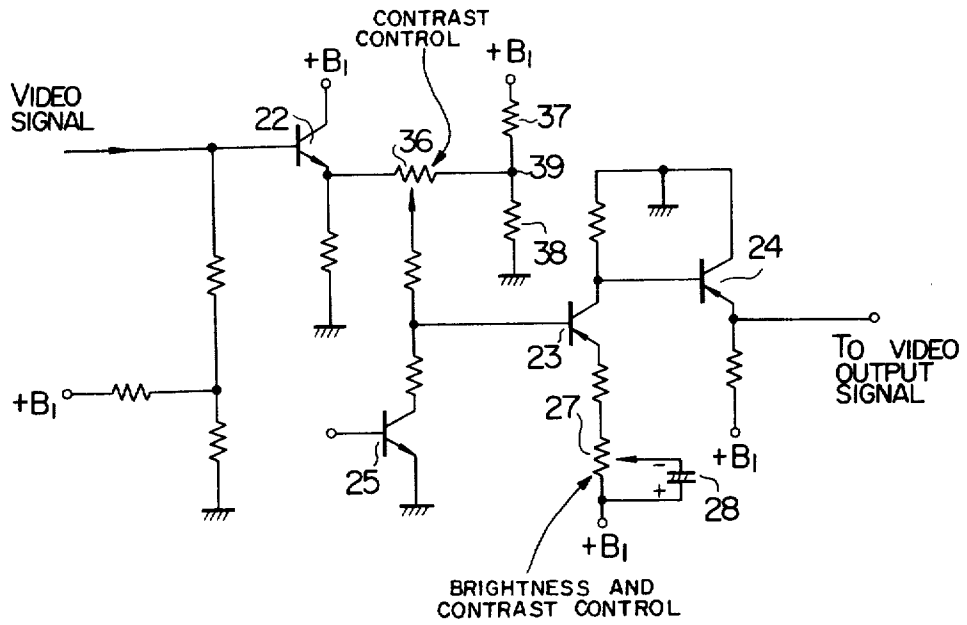 CONTRAST
CONTROL
+B1
+B1
VIDEO
SIGNAL
22
36
37
39
38
24
23
TO VIDEO
OUTPUT
SIGNAL
+B1
27
25
+B1
28
+B1
BRIGHTNESS AND
CONTRAST CONTROL
- 
+